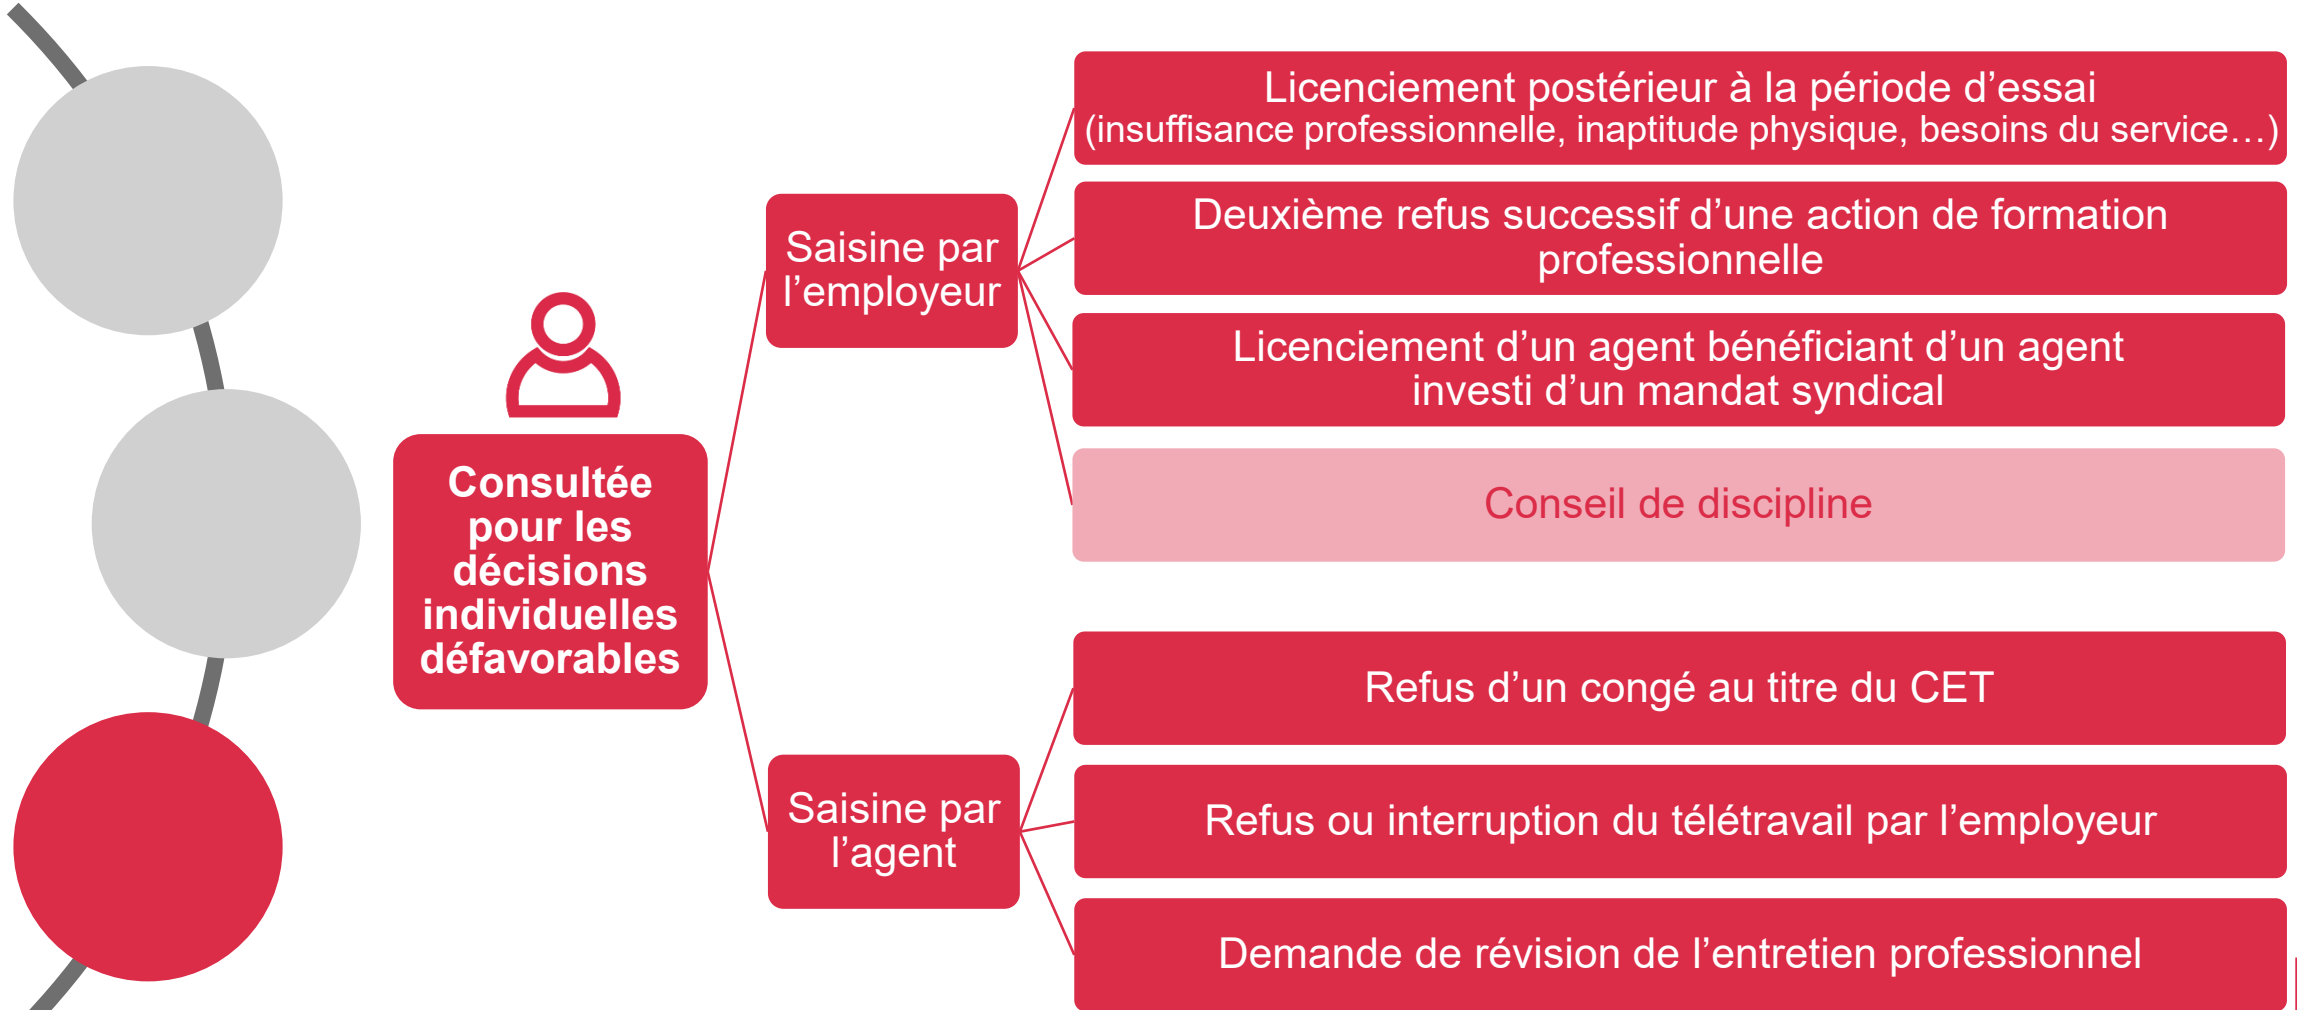 Consultée
pour les
décisions
individuelles
défavorables
Saisine par
l’employeur
Licenciement postérieur à la période d’essai
(insuffisance professionnelle, inaptitude physique, besoins du service…)
Deuxième refus successif d’une action de formation
professionnelle
Licenciement d’un agent bénéficiant d’un agent
investi d’un mandat syndical
Conseil de discipline
Saisine par
l’agent
Refus d’un congé au titre du CET
Refus ou interruption du télétravail par l’employeur
Demande de révision de l’entretien professionnel